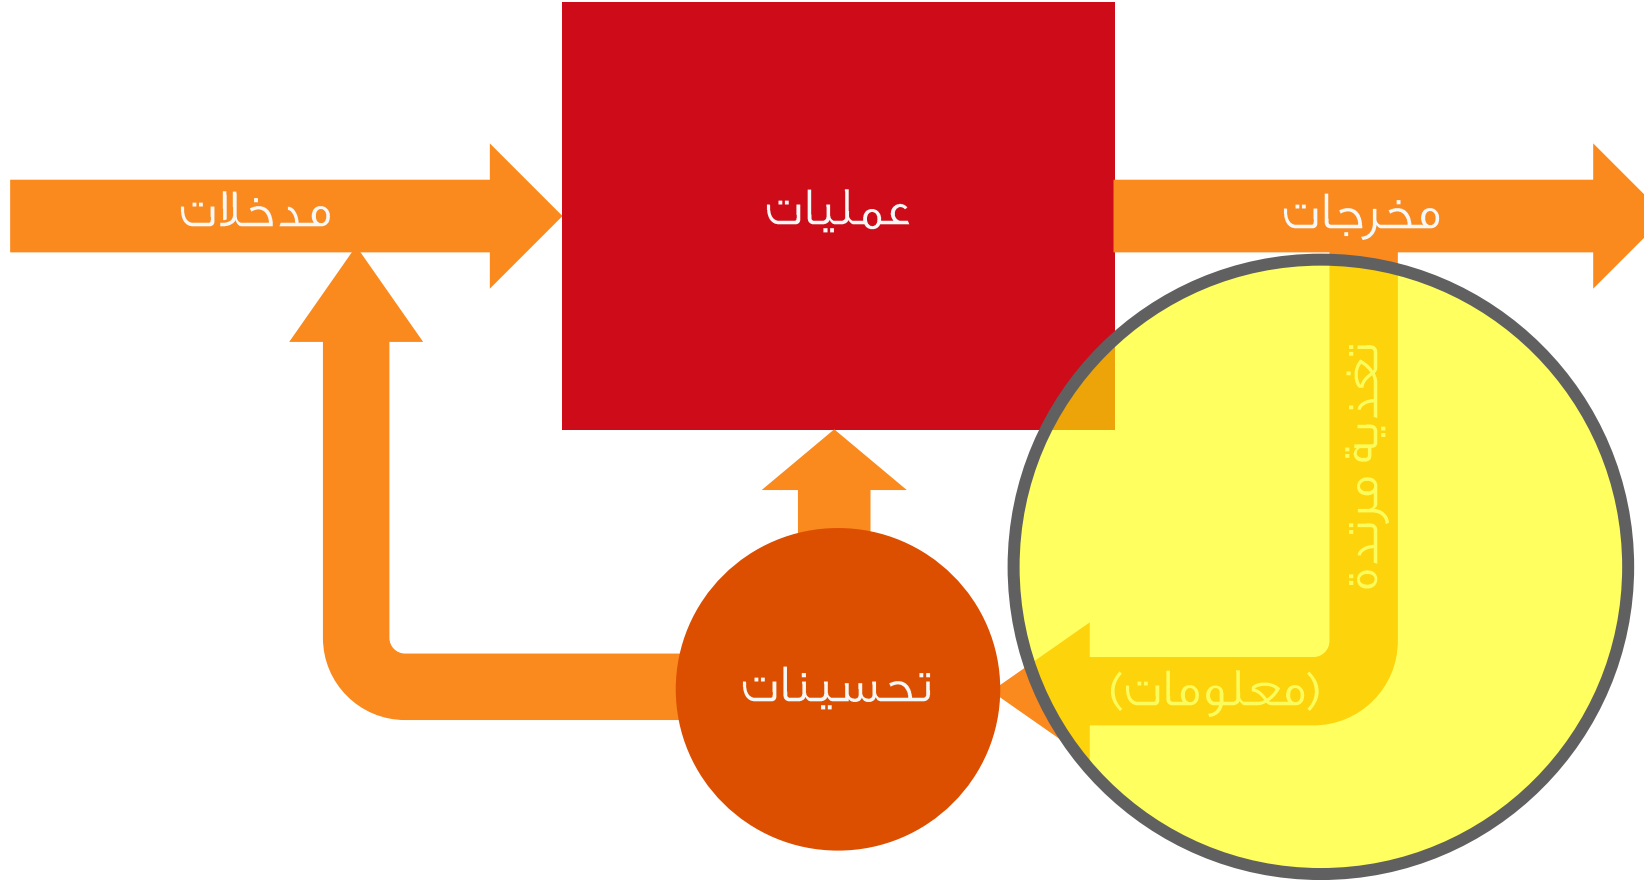 مدخلات
عمليات
مخرجات
تغذية مرتدة
(معلومات)
تحسينات